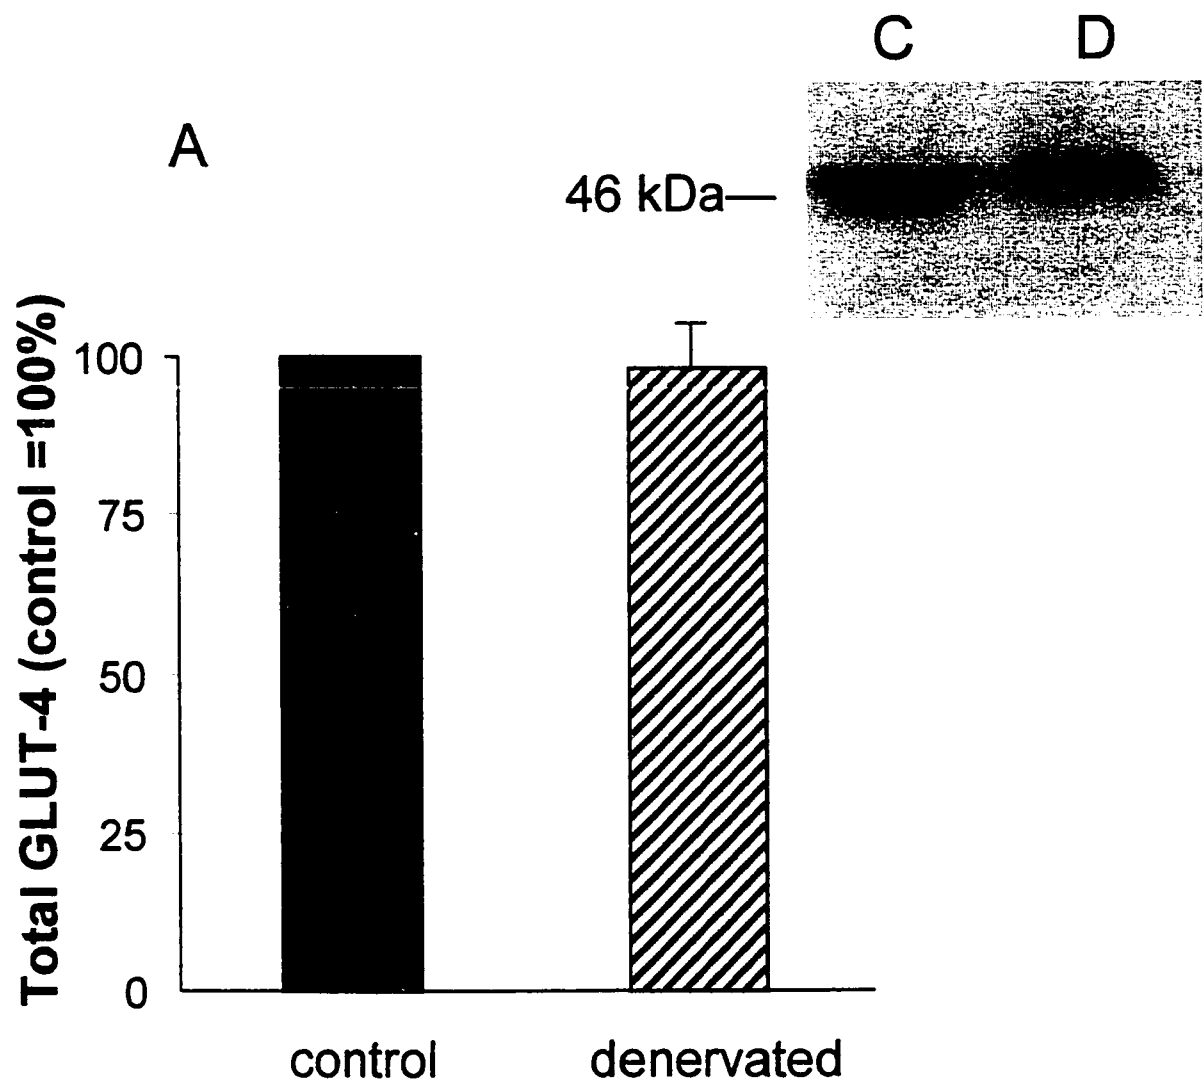 C D
A
46 kDa—
Total GLUT-4 (control =100%)
100
75
50
25
0
control denervated